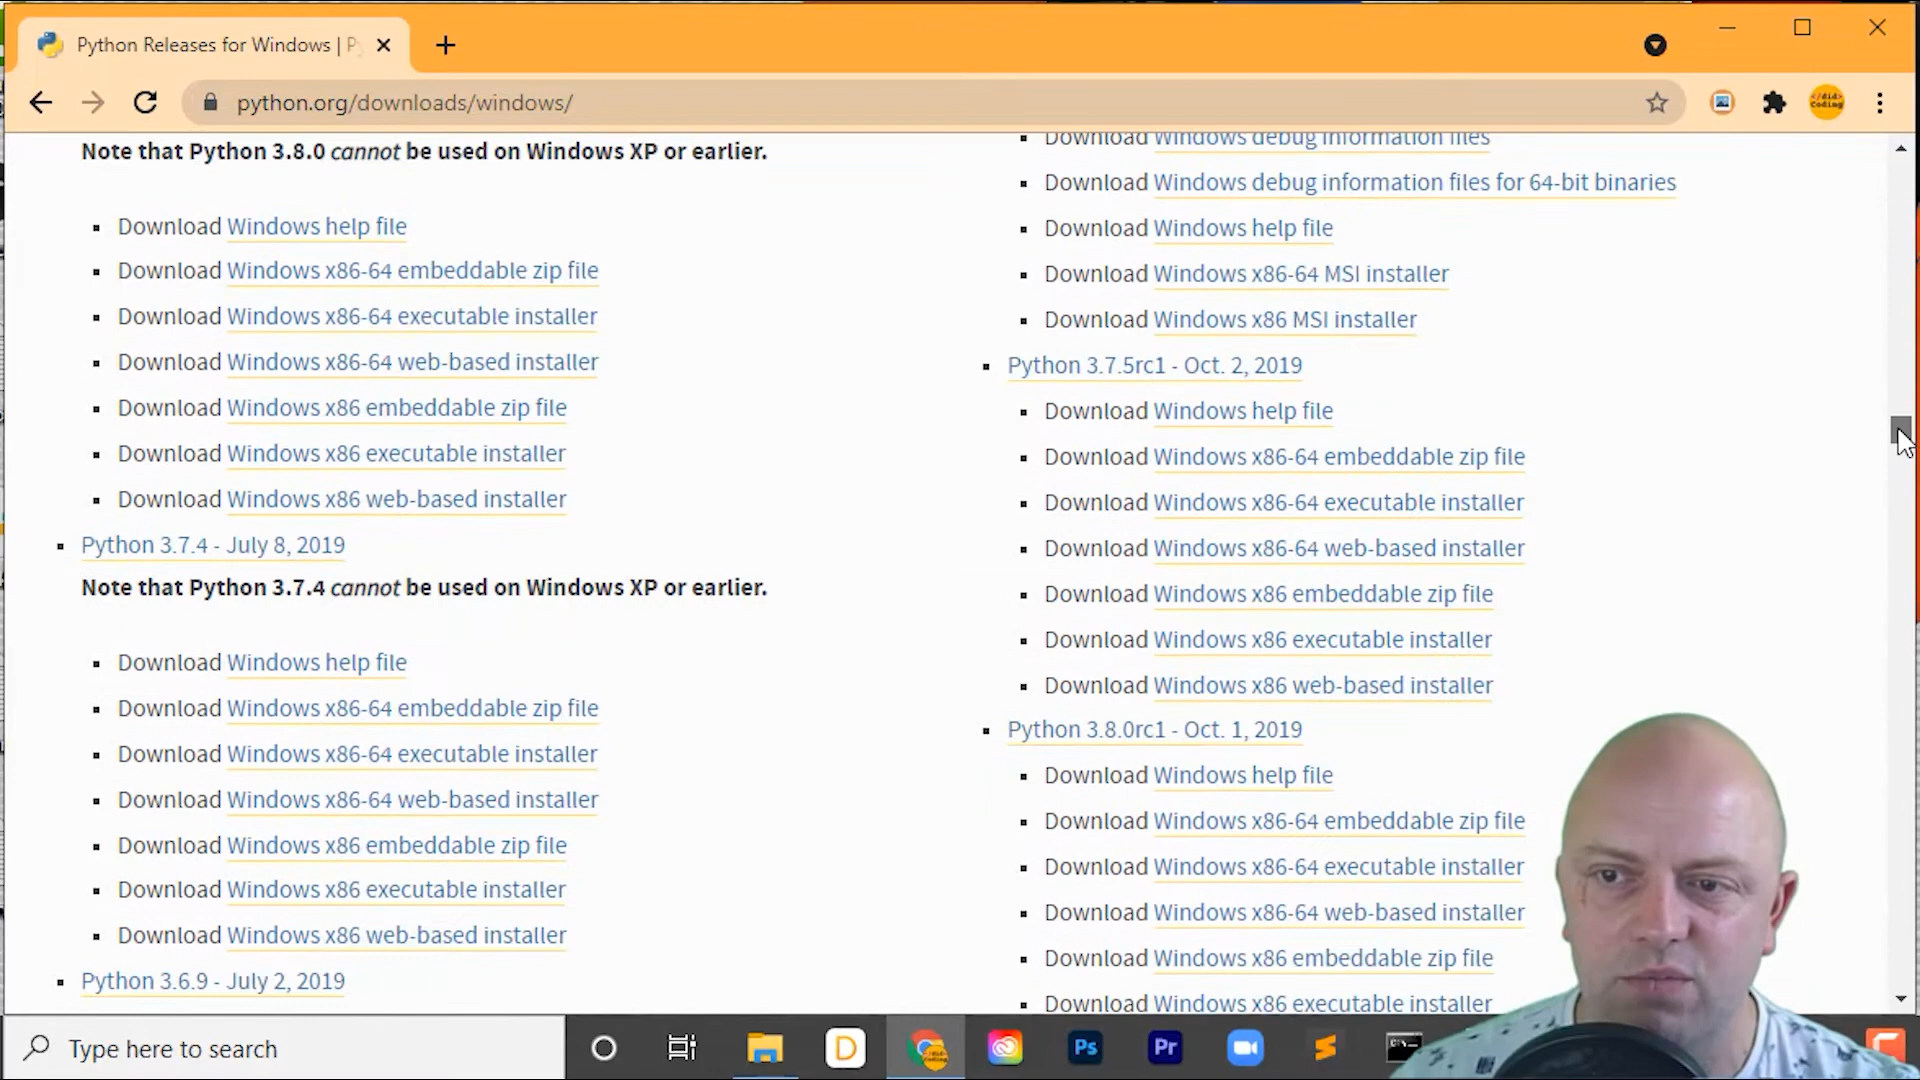 Python Releases for Windows | P
python.org/downloads/windows/
Note that Python 3.8.0 cannot be used on Windows XP or earlier.
Download Windows help file
Download Windows x86-64 embeddable zip file
Download Windows x86-64 executable installer
Download Windows x86-64 web-based installer
Download Windows x86 embeddable zip file
Download Windows x86 executable installer
Download Windows x86 web-based installer
Python 3.7.4 - July 8, 2019
Note that Python 3.7.4 cannot be used on Windows XP or earlier.
Download Windows help file
Download Windows x86-64 embeddable zip file
Download Windows x86-64 executable installer
Download Windows x86-64 web-based installer
Download Windows x86 embeddable zip file
Download Windows x86 executable installer
Download Windows x86 web-based installer
Python 3.6.9 - July 2, 2019
Download Windows debug information files
Download Windows debug information files for 64-bit binaries
Download Windows help file
Download Windows x86-64 MSI installer
Download Windows x86 MSI installer
Python 3.7.5rc1 - Oct. 2, 2019
Download Windows help file
Download Windows x86-64 embeddable zip file
Download Windows x86-64 executable installer
Download Windows x86-64 web-based installer
Download Windows x86 embeddable zip file
Download Windows x86 executable installer
Download Windows x86 web-based installer
Python 3.8.0rc1 - Oct. 1, 2019
Download Windows help file
Download Windows x86-64 embeddable zip file
Download Windows x86-64 executable installer
Download Windows x86-64 web-based installer
Download Windows x86 embeddable zip file
Download Windows x86 executable installer
Type here to search
D
Ps
Pr